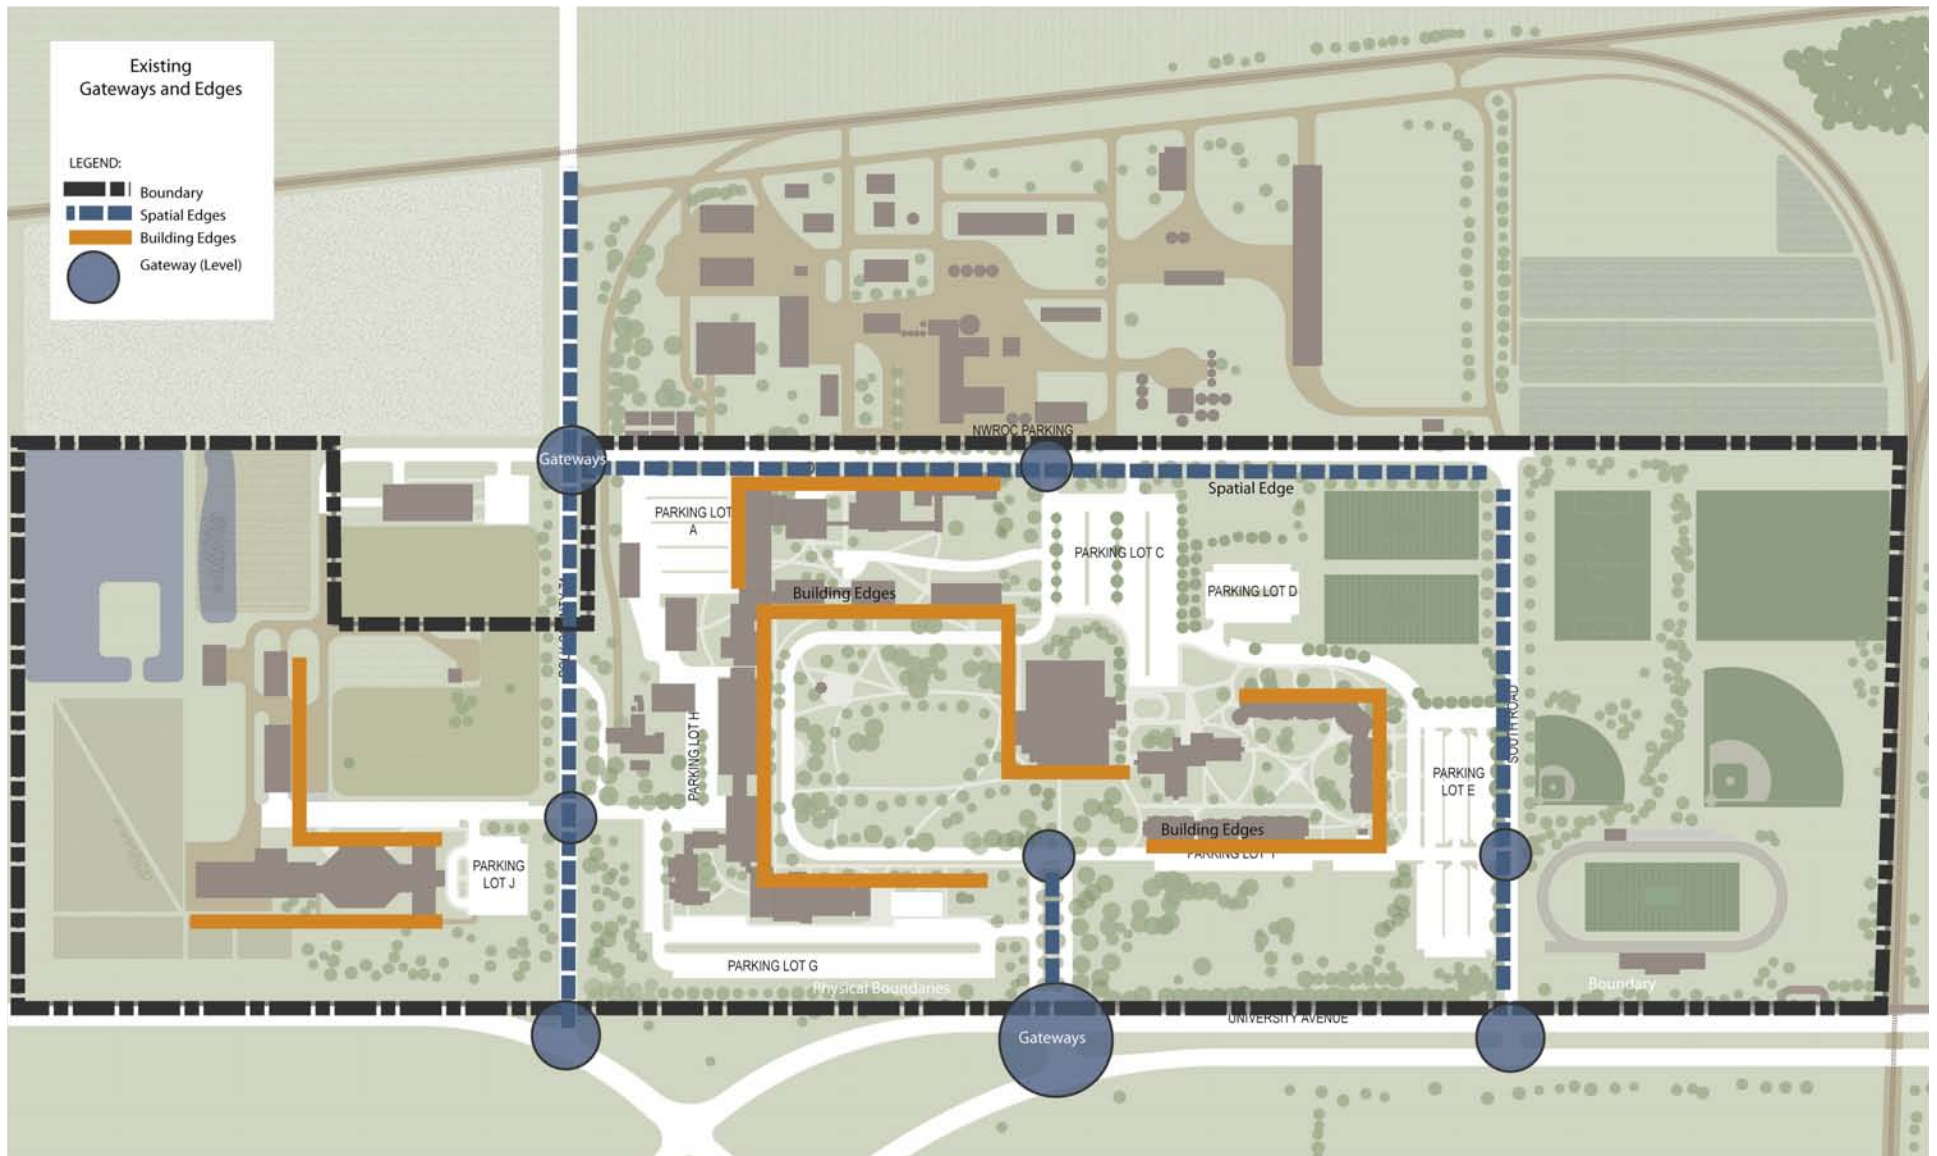 Existing
Gateways and Edges
LEGEND:
Boundary
Spatial Edges
Building Edges
Gateway (Level)
NWROC PARKING
Gateways
Spatial Edge
PARKING LOT
A
PARKING LOT C
PARKING LOT D
Building Edges
SOUTH ROAD
PARKING LOT H
PARKING
LOT E
Building Edges
PARKING
LOT J
PARKING LOT G
Physical Boundaries
Boundary
UNIVERSITY AVENUE
Gateways